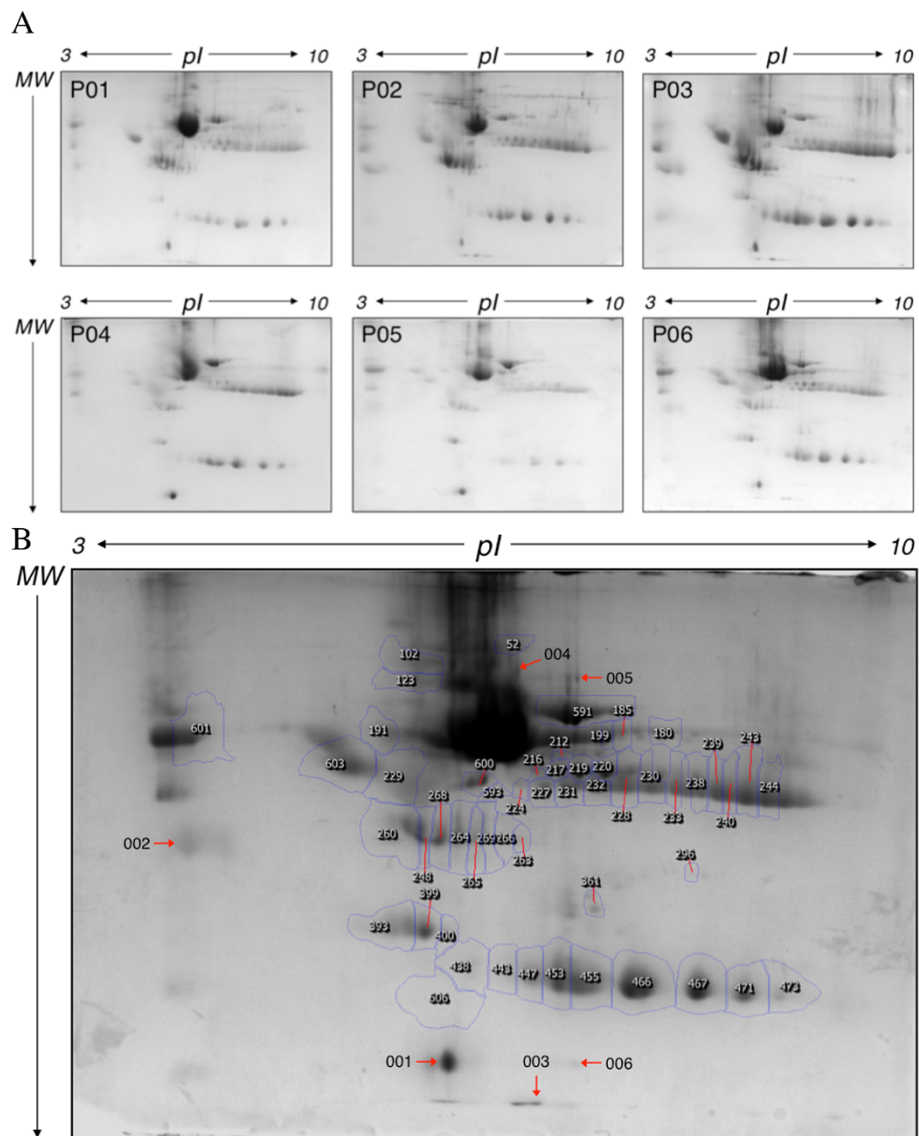 A
3 pI 10 3 pI 10 3 pI 10
MW
P01 P02 P03
3 pI 10 3 pI 10 3 pI 10
MW
P04 P05 P06
B
3 pI 10
MW
52
102 004
123 005
601 591 185
191 199 180 243
603 600 216 212 239
229 217 219 220
268 593 227 231 232 230 238 244
224 228 233 240
002 260 264 269 266 263
248 265 296
399 361
393 400
438 443 447 453 455 466 467 471 473
606
001 003 006